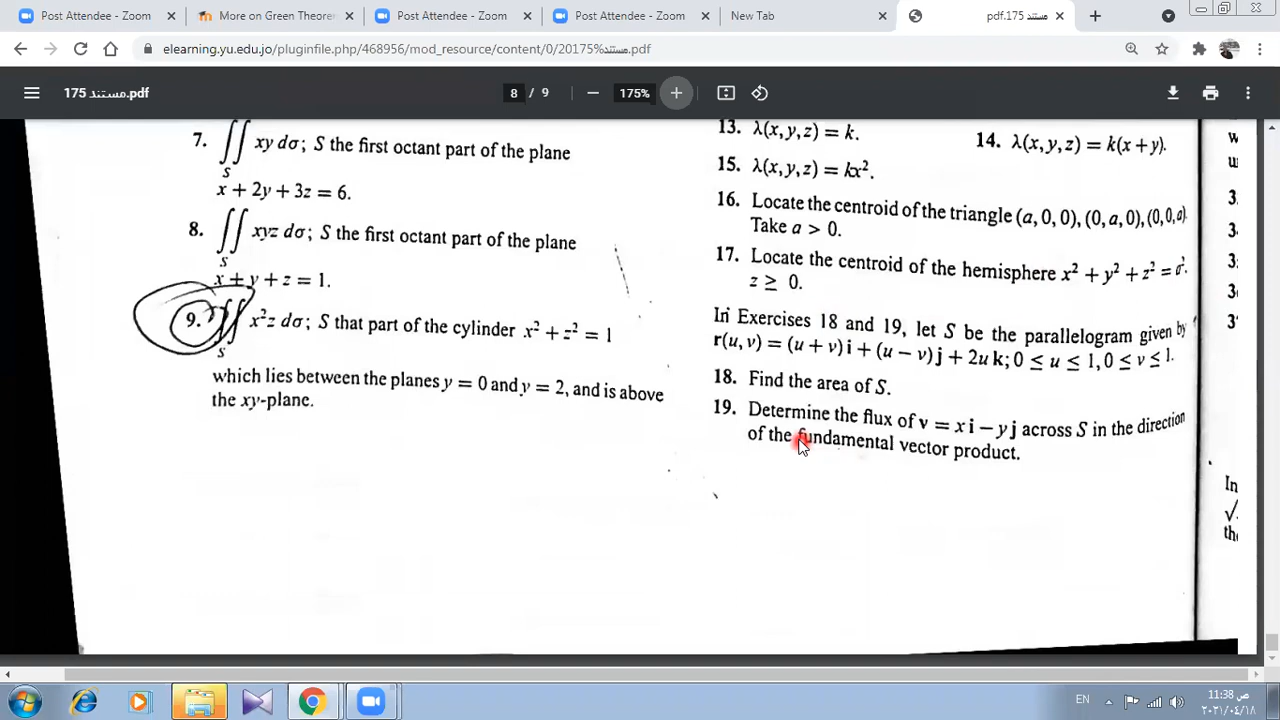 Post Attendee - Zoom
More on Green Theorem
Post Attendee - Zoom
Post Attendee - Zoom
New Tab
مستند 175.pdf
elearning.yu.edu.jo/pluginfile.php/468956/mod_resource/content/0/20175%مستند.pdf
مستند 175.pdf
8 / 9
175%
7. ∬S xy dσ; S the first octant part of the plane
x + 2y + 3z = 6.
8. ∬S xyz dσ; S the first octant part of the plane
x + y + z = 1.
9. ∬S x²z dσ; S that part of the cylinder x² + z² = 1
which lies between the planes y = 0 and y = 2, and is above
the xy-plane.
13. λ(x,y,z) = k.
14. λ(x,y,z) = k(x + y).
15. λ(x,y,z) = kx².
16. Locate the centroid of the triangle (a, 0, 0), (0, a, 0), (0, 0, a).
Take a > 0.
17. Locate the centroid of the hemisphere x² + y² + z² = a².
z ≥ 0.
In Exercises 18 and 19, let S be the parallelogram given by
r(u, v) = (u + v)i + (u − v)j + 2u k; 0 ≤ u ≤ 1, 0 ≤ v ≤ 1.
18. Find the area of S.
19. Determine the flux of v = x i − y j across S in the direction
of the fundamental vector product.
In
EN
11:38 ص
٢٠٢١/٠٤/١٨